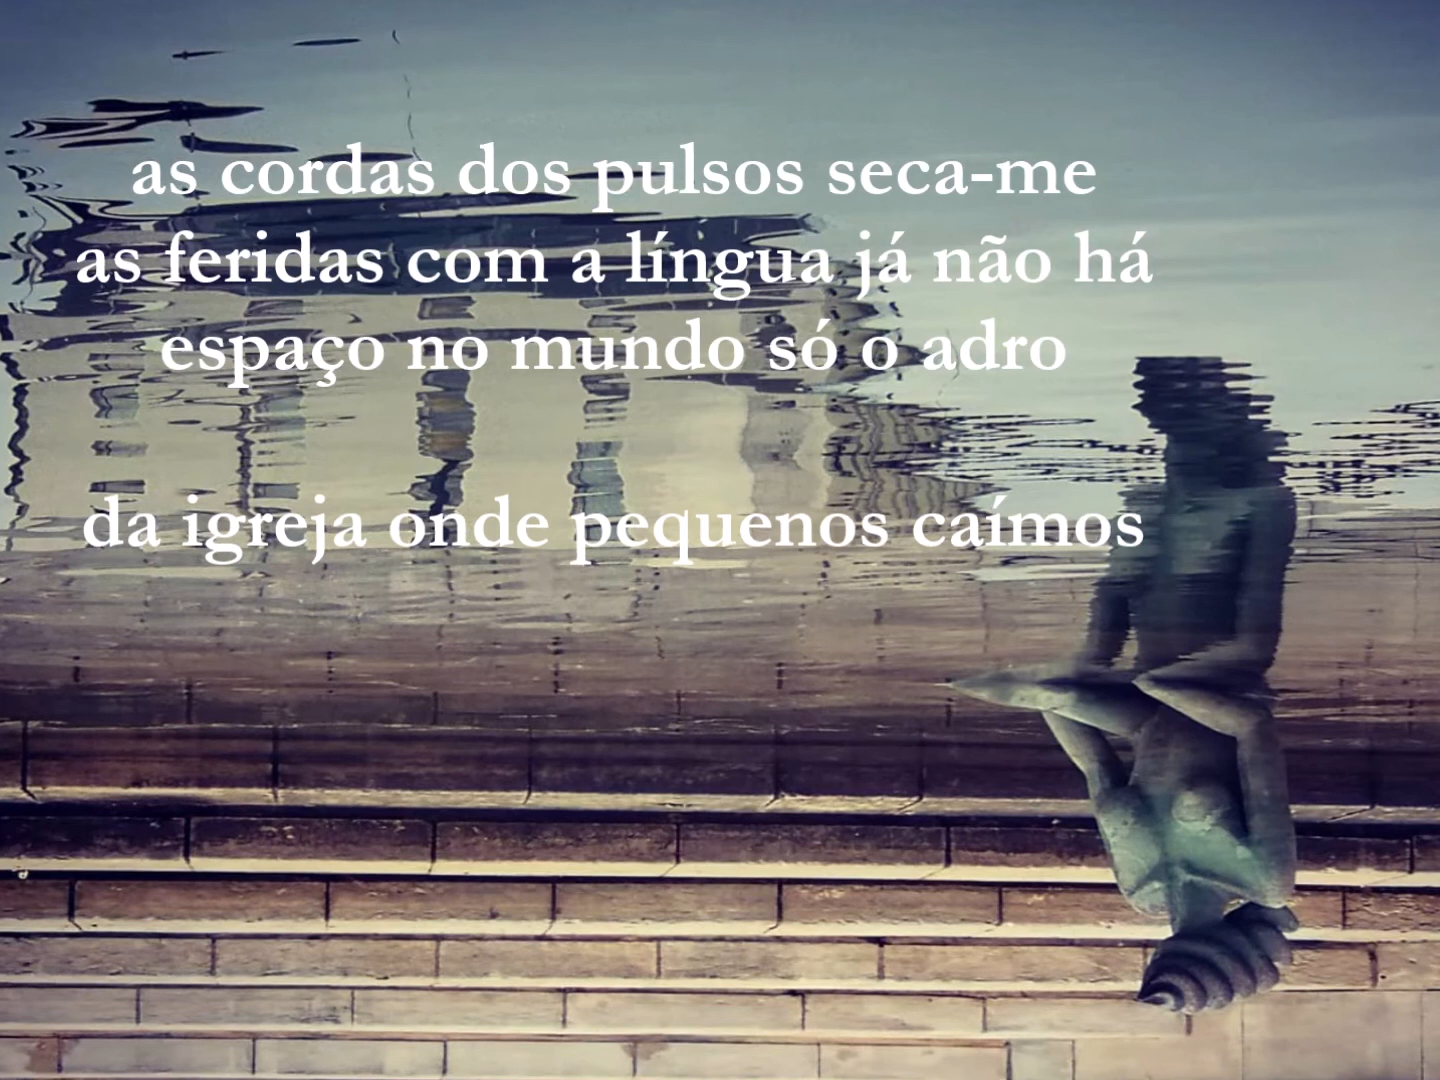 as cordas dos pulsos seca-me
as feridas com a língua já não há
espaço no mundo só o adro
da igreja onde pequenos caímos